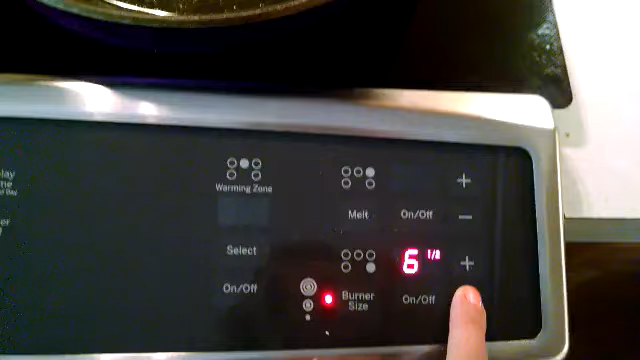 Warming Zone
Melt
On/Off
Select
On/Off
6 1/2
Burner
Size
On/Off